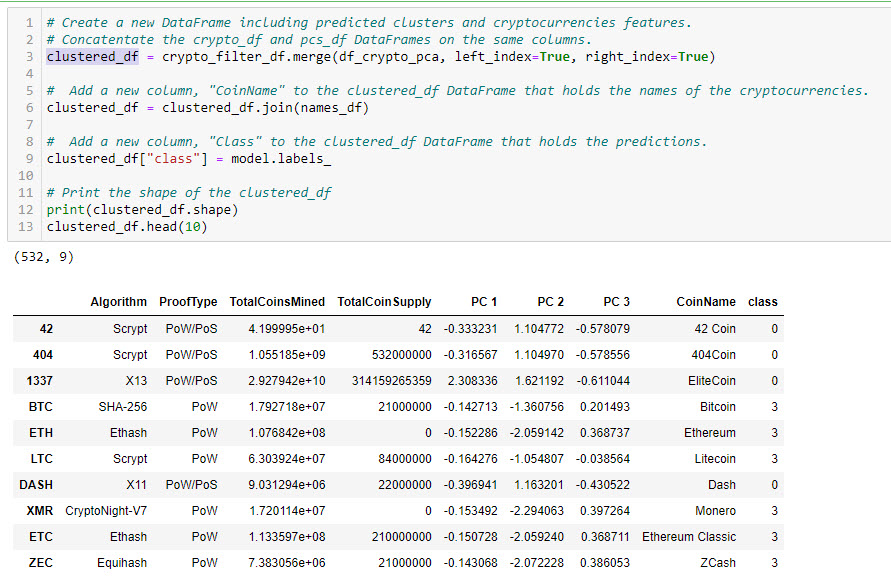 1 # Create a new DataFrame including predicted clusters and cryptocurrencies features.
2 # Concatentate the crypto_df and pcs_df DataFrames on the same columns.
3 clustered_df = crypto_filter_df.merge(df_crypto_pca, left_index=True, right_index=True)
4
5 #  Add a new column, "CoinName" to the clustered_df DataFrame that holds the names of the cryptocurrencies.
6 clustered_df = clustered_df.join(names_df)
7
8 #  Add a new column, "Class" to the clustered_df DataFrame that holds the predictions.
9 clustered_df["class"] = model.labels_
10
11 # Print the shape of the clustered_df
12 print(clustered_df.shape)
13 clustered_df.head(10)
(532, 9)
Algorithm ProofType TotalCoinsMined TotalCoinSupply PC 1 PC 2 PC 3 CoinName class
42 Scrypt PoW/PoS 4.199995e+01 42 -0.333231 1.104772 -0.578079 42 Coin 0
404 Scrypt PoW/PoS 1.055185e+09 532000000 -0.316567 1.104970 -0.578556 404Coin 0
1337 X13 PoW/PoS 2.927942e+10 314159265359 2.308336 1.621192 -0.611044 EliteCoin 0
BTC SHA-256 PoW 1.792718e+07 21000000 -0.142713 -1.360756 0.201493 Bitcoin 3
ETH Ethash PoW 1.076842e+08 0 -0.152286 -2.059142 0.368737 Ethereum 3
LTC Scrypt PoW 6.303924e+07 84000000 -0.164276 -1.054807 -0.038564 Litecoin 3
DASH X11 PoW/PoS 9.031294e+06 22000000 -0.396941 1.163201 -0.430522 Dash 0
XMR CryptoNight-V7 PoW 1.720114e+07 0 -0.153492 -2.294063 0.397264 Monero 3
ETC Ethash PoW 1.133597e+08 210000000 -0.150728 -2.059240 0.368711 Ethereum Classic 3
ZEC Equihash PoW 7.383056e+06 21000000 -0.143068 -2.072228 0.386053 ZCash 3